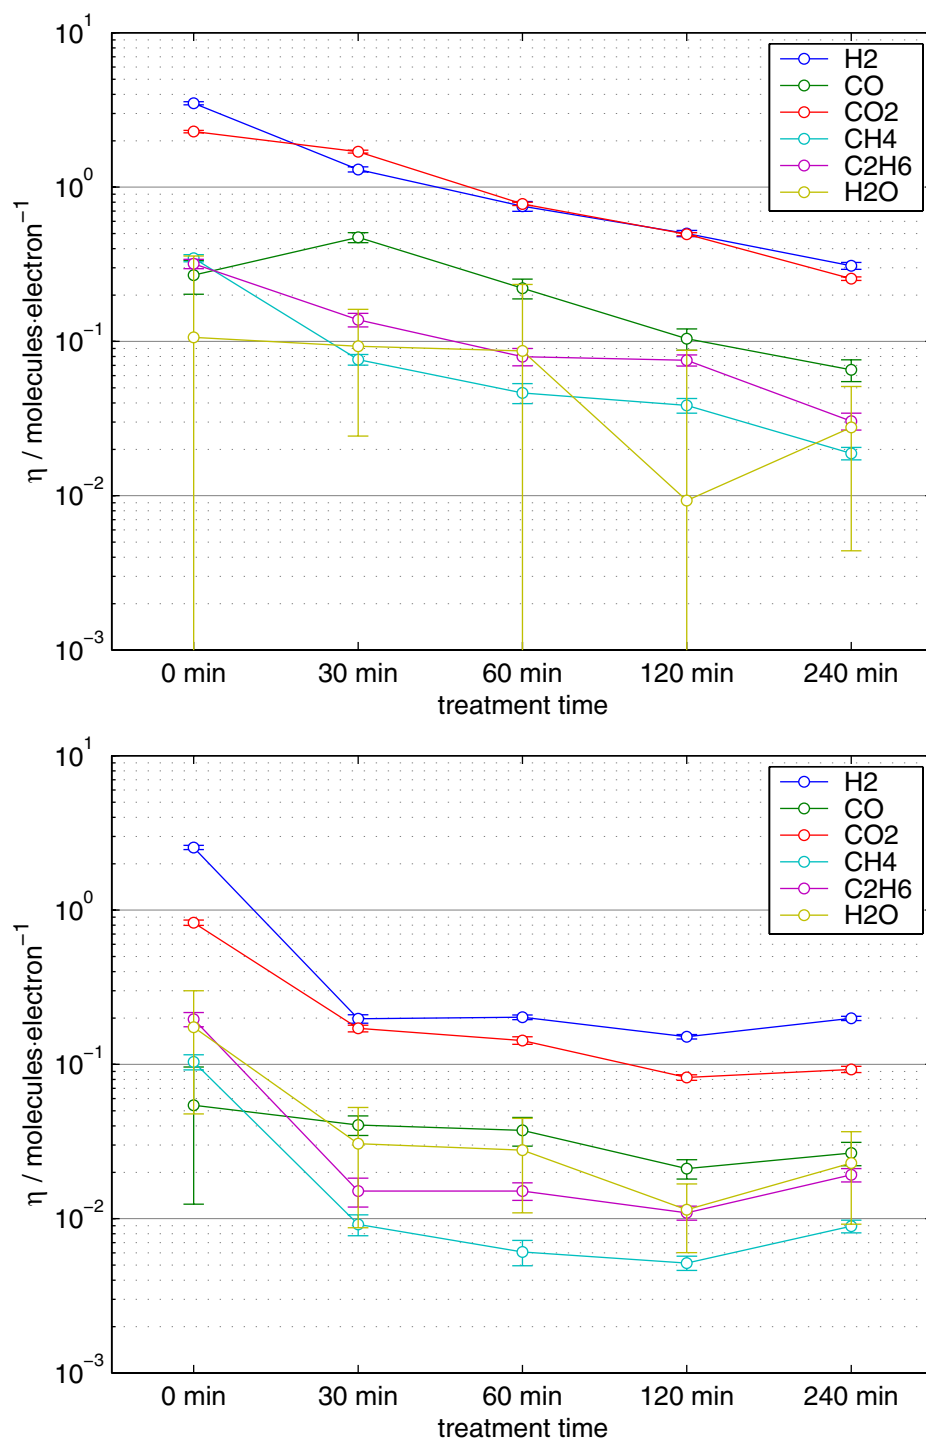 10^1
10^0
10^−1
10^−2
10^−3
η / molecules·electron^−1
H2
CO
CO2
CH4
C2H6
H2O
0 min 30 min 60 min 120 min 240 min
treatment time
10^1
10^0
10^−1
10^−2
10^−3
η / molecules·electron^−1
H2
CO
CO2
CH4
C2H6
H2O
0 min 30 min 60 min 120 min 240 min
treatment time